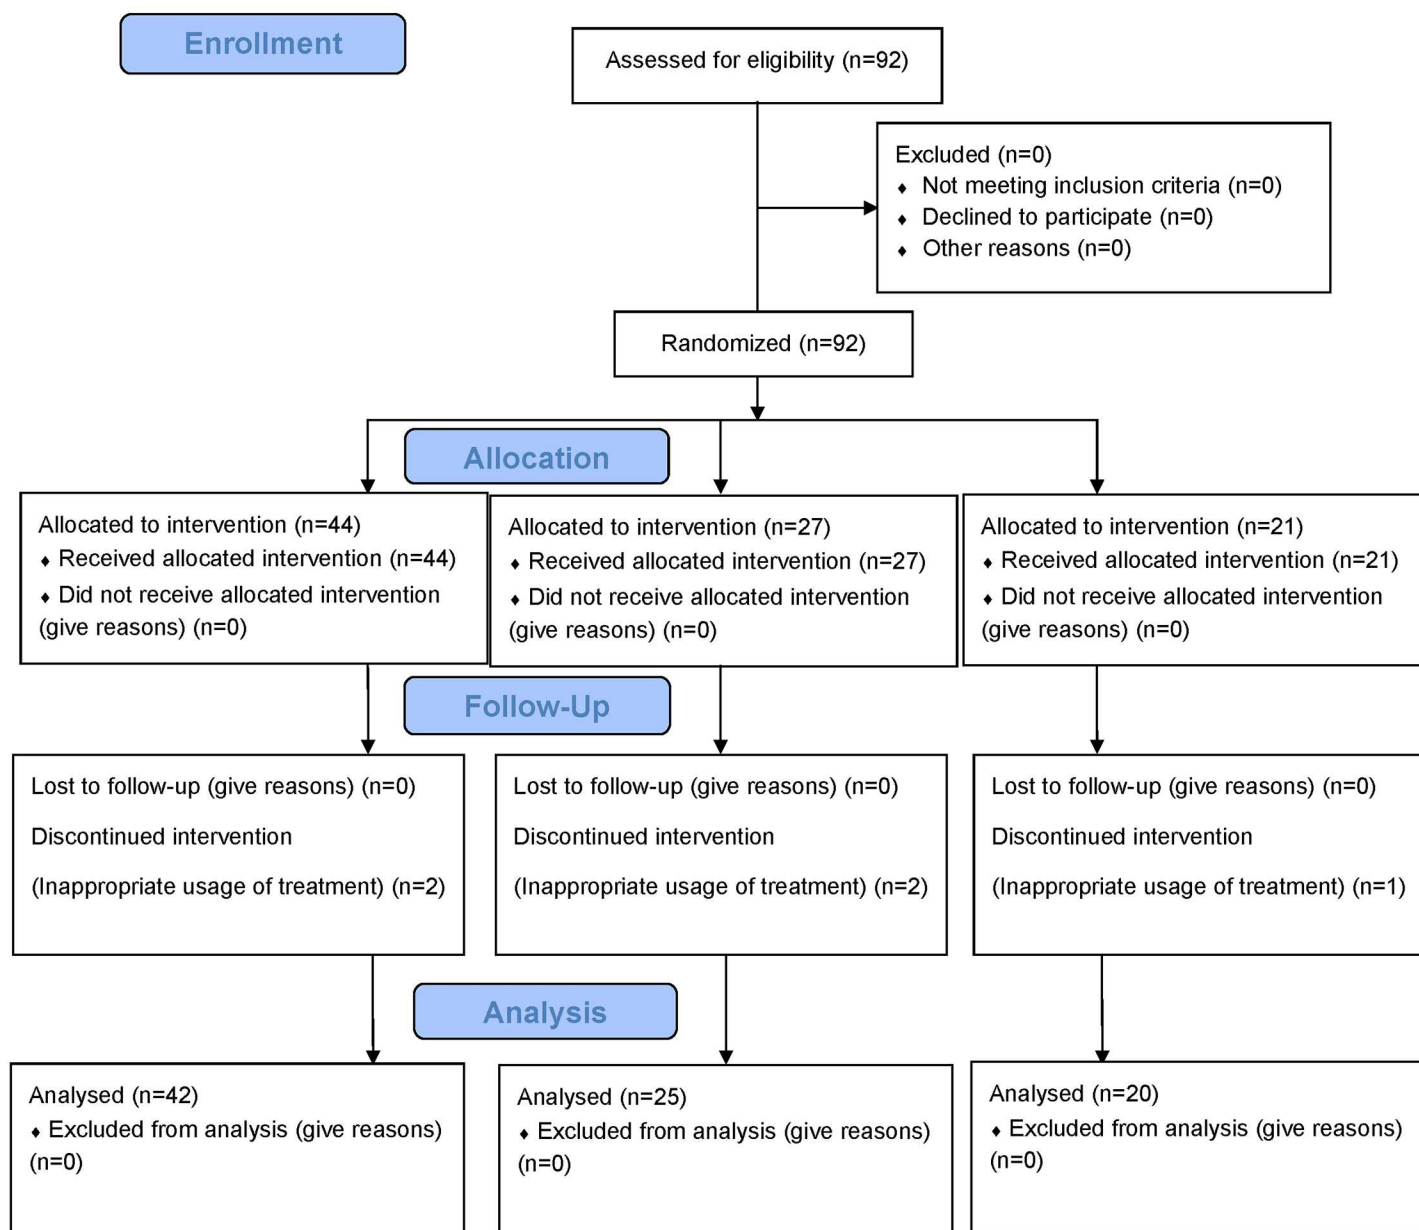 Enrollment
Assessed for eligibility (n=92)
Excluded (n=0)
♦ Not meeting inclusion criteria (n=0)
♦ Declined to participate (n=0)
♦ Other reasons (n=0)
Randomized (n=92)
Allocation
Allocated to intervention (n=44)
♦ Received allocated intervention (n=44)
♦ Did not receive allocated intervention
(give reasons) (n=0)
Allocated to intervention (n=27)
♦ Received allocated intervention (n=27)
♦ Did not receive allocated intervention
(give reasons) (n=0)
Allocated to intervention (n=21)
♦ Received allocated intervention (n=21)
♦ Did not receive allocated intervention
(give reasons) (n=0)
Follow-Up
Lost to follow-up (give reasons) (n=0)
Discontinued intervention
(Inappropriate usage of treatment) (n=2)
Lost to follow-up (give reasons) (n=0)
Discontinued intervention
(Inappropriate usage of treatment) (n=2)
Lost to follow-up (give reasons) (n=0)
Discontinued intervention
(Inappropriate usage of treatment) (n=1)
Analysis
Analysed (n=42)
♦ Excluded from analysis (give reasons)
(n=0)
Analysed (n=25)
♦ Excluded from analysis (give reasons)
(n=0)
Analysed (n=20)
♦ Excluded from analysis (give reasons)
(n=0)